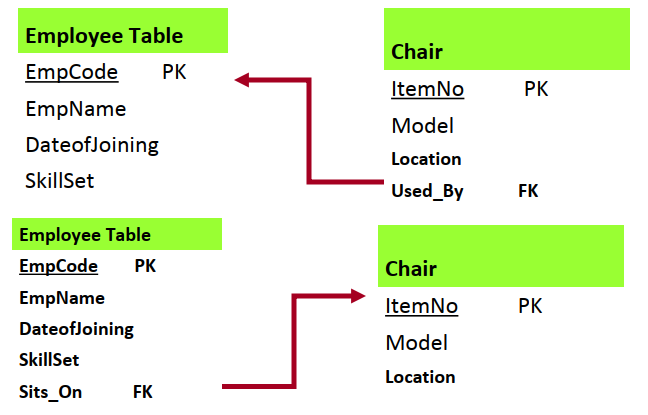 Employee Table
EmpCode PK
EmpName
DateofJoining
SkillSet
Chair
ItemNo PK
Model
Location
Used_By FK
Employee Table
EmpCode PK
EmpName
DateofJoining
SkillSet
Sits_On FK
Chair
ItemNo PK
Model
Location